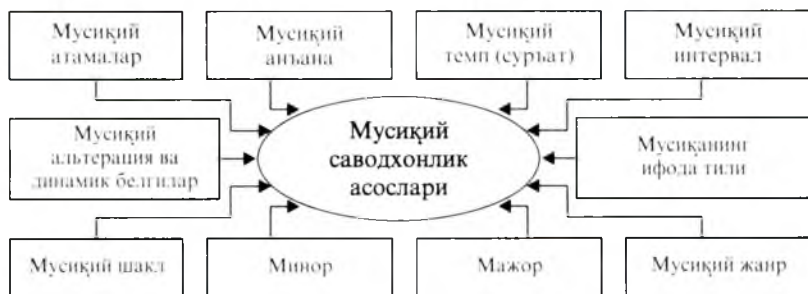 Мусиқий
атамалар
Мусиқий
анъана
Мусиқий
темп (суръат)
Мусиқий
интервал
Мусиқий
альтерация ва
динамик белгилар
Мусиқий
саводхонлик
асослари
Мусиқанинг
ифода тили
Мусиқий шакл
Минор
Мажор
Мусиқий жанр